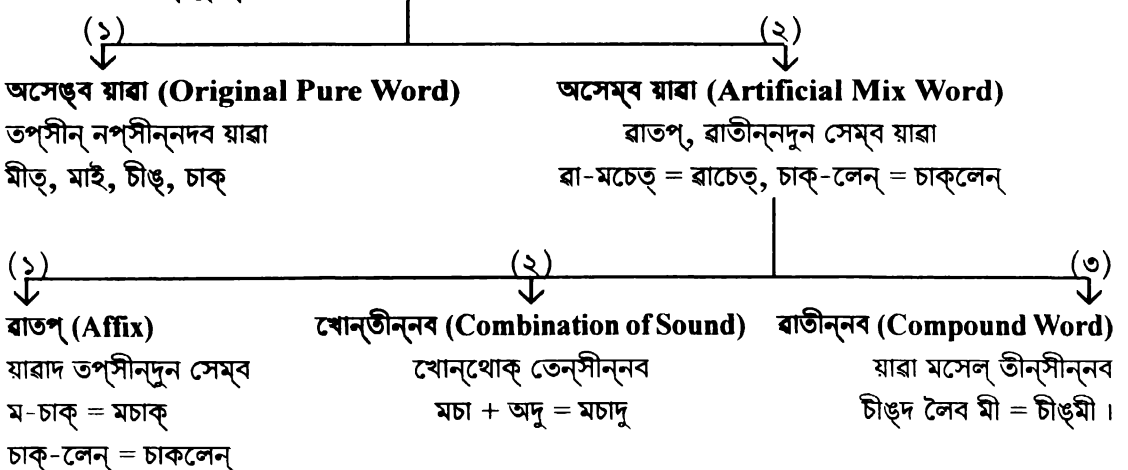 (১) (২)
অসেঙ্‌ব য়াৱা (Original Pure Word) অসেম্‌ব য়াৱা (Artificial Mix Word)
তপ্‌সীন্ নপ্‌সীন্‌নদব য়াৱা ৱাতপ্, ৱাতীন্‌নদুন সেম্‌ব য়াৱা
মীত্, মাই, চীঙ্, চাক্ ৱা-মচেত্ = ৱাচেত্, চাক্-লেন্ = চাক্‌লেন্
(১) (২) (৩)
ৱাতপ্ (Affix) খোন্‌তীন্‌নব (Combination of Sound) ৱাতীন্‌নব (Compound Word)
য়াৱাদ তপ্‌সীন্‌দুন সেম্‌ব খোন্‌থোক্ তেন্‌সীন্‌নব য়াৱা মসেল্ তীন্‌সীন্‌নব
ম-চাক্ = মচাক্ মচা + অদু = মচাদু চীঙ্‌দ লৈব মী = চীঙ্‌মী ।
চাক্-লেন্ = চাকলেন্